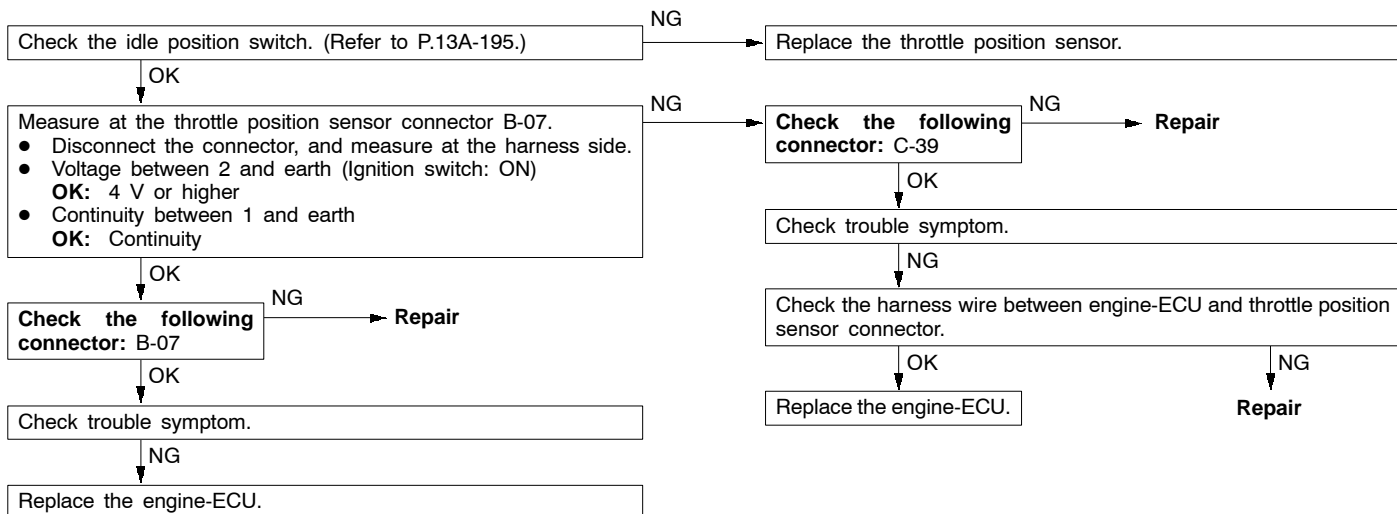 Check the idle position switch. (Refer to P.13A-195.)
NG
Replace the throttle position sensor.
OK
Measure at the throttle position sensor connector B-07.
● Disconnect the connector, and measure at the harness side.
● Voltage between 2 and earth (Ignition switch: ON)
OK: 4 V or higher
● Continuity between 1 and earth
OK: Continuity
NG
Check the following
connector: C-39
NG
Repair
OK
Check trouble symptom.
NG
Check the harness wire between engine-ECU and throttle position
sensor connector.
OK
NG
Replace the engine-ECU.
Repair
OK
Check the following
connector: B-07
NG
Repair
OK
Check trouble symptom.
NG
Replace the engine-ECU.